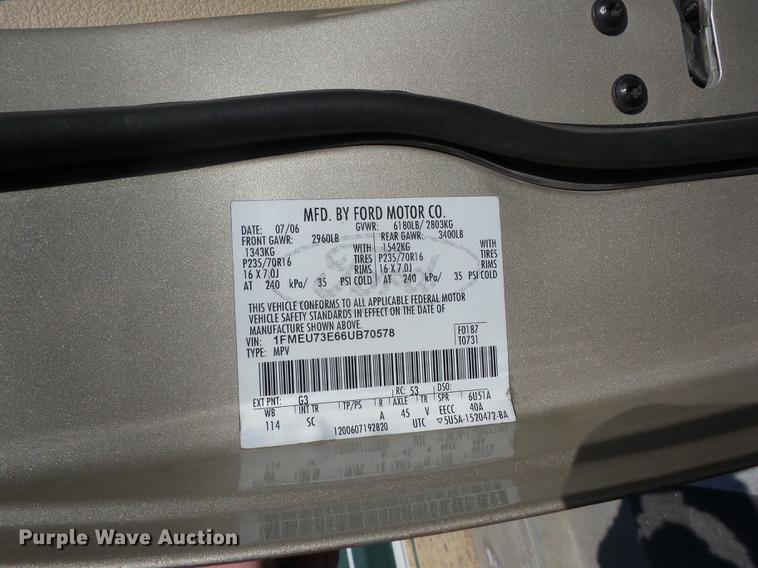 MFD. BY FORD MOTOR CO.
DATE: 07/06 GVWR: 6180LB/ 2803KG
FRONT GAWR: 2960LB REAR GAWR: 3400LB
1343KG WITH 1542KG WITH
P235/70R16 TIRES P235/70R16 TIRES
16 X 7.0J RIMS 16 X 7.0J RIMS
AT 240 kPa/ 35 PSI COLD AT 240 kPa/ 35 PSI COLD
THIS VEHICLE CONFORMS TO ALL APPLICABLE FEDERAL MOTOR
VEHICLE SAFETY STANDARDS IN EFFECT ON THE DATE OF
MANUFACTURE SHOWN ABOVE.
VIN: 1FMEU73E66UB70578 F0187
TYPE: MPV T0731
EXT PNT: G3 RC: 53 DSO:
WB INT TR TP/PS R AXLE TR SPR 6U51A
114 SC A 45 V EECC 40A
1200607192820 UTC ▽5U5A-1520472-BA
Purple Wave Auction